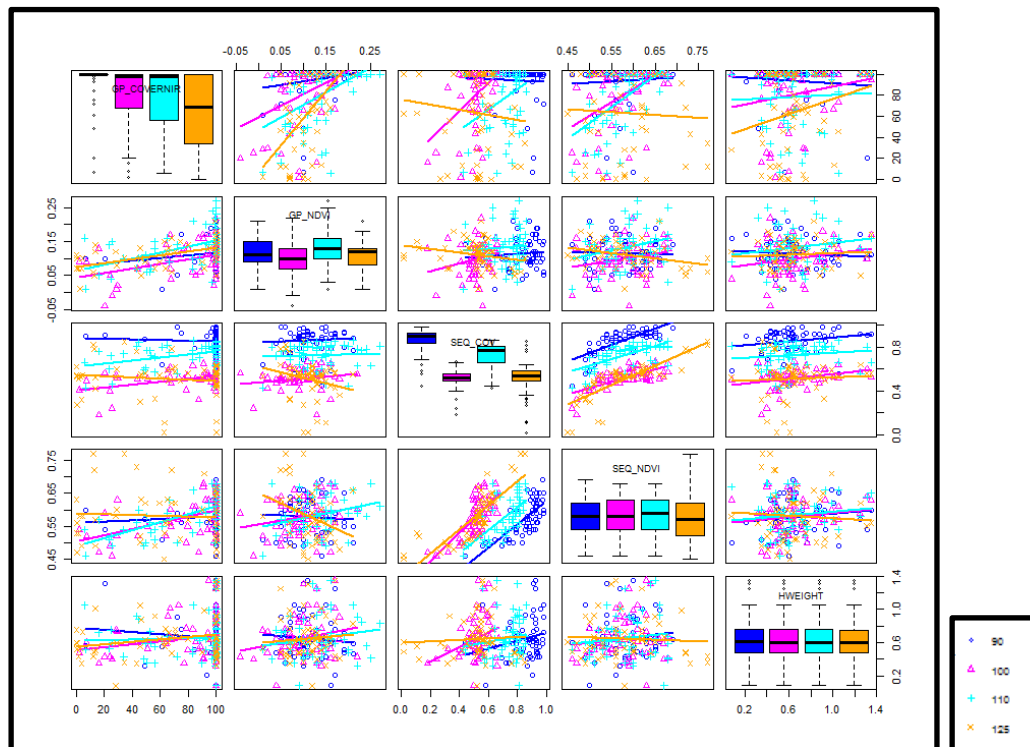 -0.05 0.05 0.15 0.25 0.45 0.55 0.65 0.75
GP_COVERNIR
0 20 40 60 80
GP_NDVI
-0.05 0.05 0.15 0.25
SEQ_COV
0.0 0.4 0.8
SEQ_NDVI
0.45 0.55 0.65 0.75
HWEIGHT
0.2 0.6 1.0 1.4
0 20 40 60 80 100 0.0 0.2 0.4 0.6 0.8 1.0 0.2 0.6 1.0 1.4
90
100
110
125